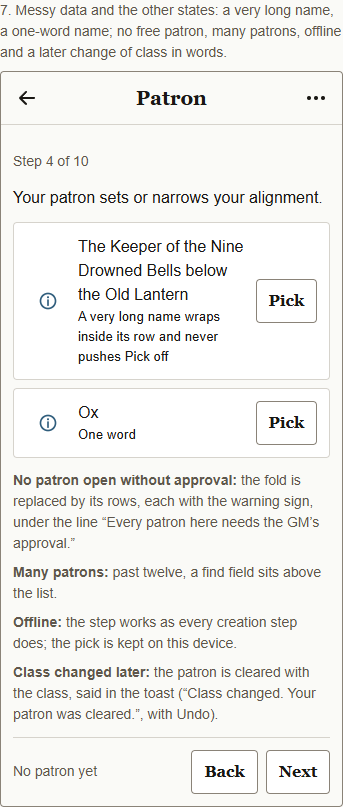 7. Messy data and the other states: a very long name,
a one-word name; no free patron, many patrons, offline
and a later change of class in words.
Patron
Step 4 of 10
Your patron sets or narrows your alignment.
The Keeper of the Nine
Drowned Bells below
the Old Lantern
A very long name wraps
inside its row and never
pushes Pick off
Pick
Ox
One word
Pick
No patron open without approval: the fold is
replaced by its rows, each with the warning sign,
under the line “Every patron here needs the GM’s
approval.”
Many patrons: past twelve, a find field sits above
the list.
Offline: the step works as every creation step
does; the pick is kept on this device.
Class changed later: the patron is cleared with
the class, said in the toast (“Class changed. Your
patron was cleared.”, with Undo).
No patron yet
Back
Next